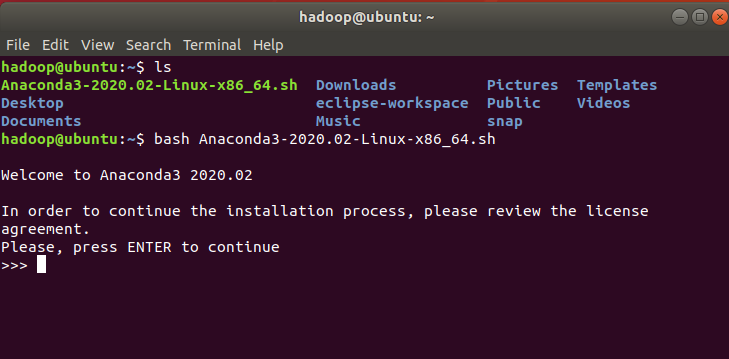 hadoop@ubuntu: ~
File Edit View Search Terminal Help
hadoop@ubuntu:~$ ls
Anaconda3-2020.02-Linux-x86_64.sh Downloads Pictures Templates
Desktop eclipse-workspace Public Videos
Documents Music snap
hadoop@ubuntu:~$ bash Anaconda3-2020.02-Linux-x86_64.sh
Welcome to Anaconda3 2020.02
In order to continue the installation process, please review the license
agreement.
Please, press ENTER to continue
>>>